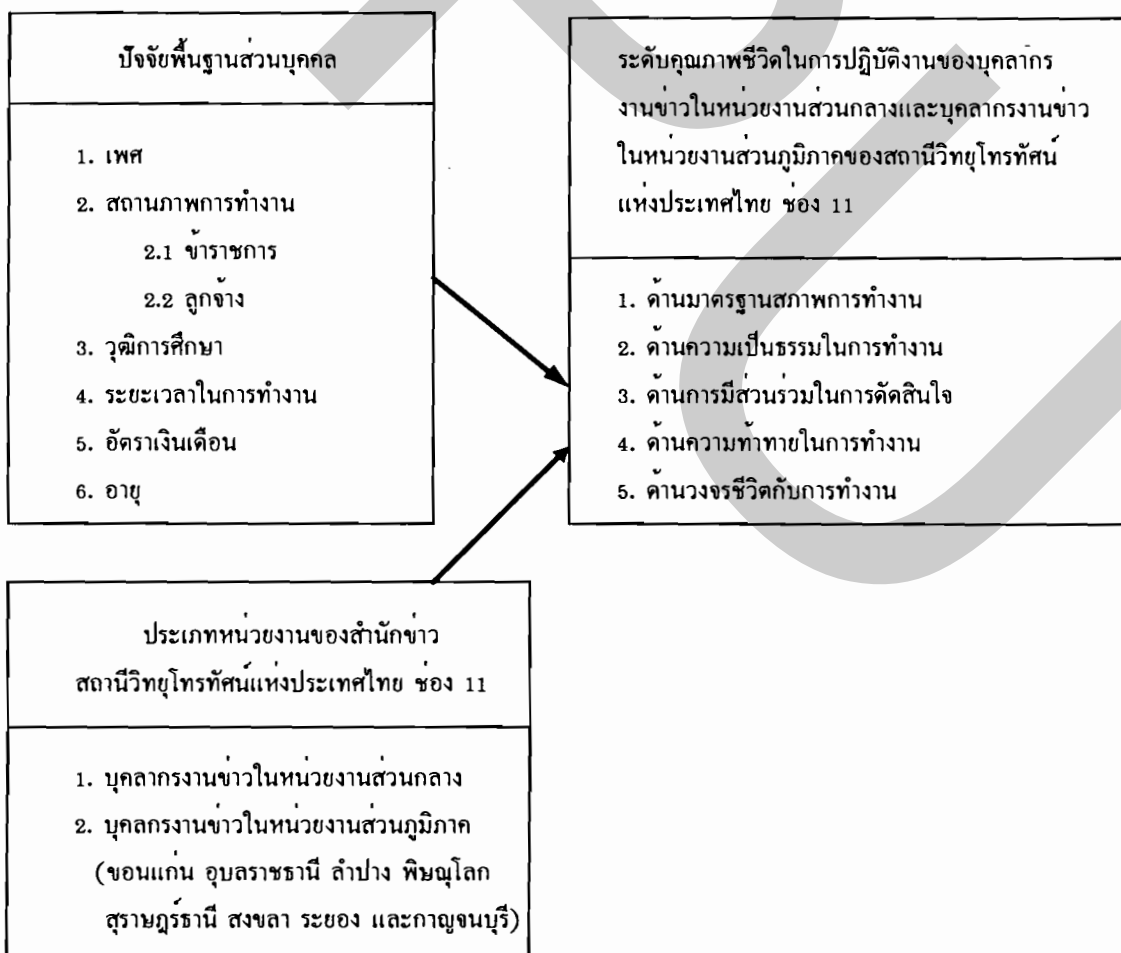 ปัจจัยพื้นฐานส่วนบุคคล
1. เพศ
2. สถานภาพการทำงาน
2.1 ข้าราชการ
2.2 ลูกจ้าง
3. วุฒิการศึกษา
4. ระยะเวลาในการทำงาน
5. อัตราเงินเดือน
6. อายุ
ระดับคุณภาพชีวิตในการปฏิบัติงานของบุคลากร
งานข่าวในหน่วยงานส่วนกลางและบุคลากรงานข่าว
ในหน่วยงานส่วนภูมิภาคของสถานีวิทยุโทรทัศน์
แห่งประเทศไทย ช่อง 11
1. ด้านมาตรฐานสภาพการทำงาน
2. ด้านความเป็นธรรมในการทำงาน
3. ด้านการมีส่วนร่วมในการตัดสินใจ
4. ด้านความท้าทายในการทำงาน
5. ด้านวงจรชีวิตกับการทำงาน
ประเภทหน่วยงานของสำนักข่าว
สถานีวิทยุโทรทัศน์แห่งประเทศไทย ช่อง 11
1. บุคลากรงานข่าวในหน่วยงานส่วนกลาง
2. บุคลกรงานข่าวในหน่วยงานส่วนภูมิภาค
(ขอนแก่น อุบลราชธานี ลำปาง พิษณุโลก
สุราษฎร์ธานี สงขลา ระยอง และกาญจนบุรี)